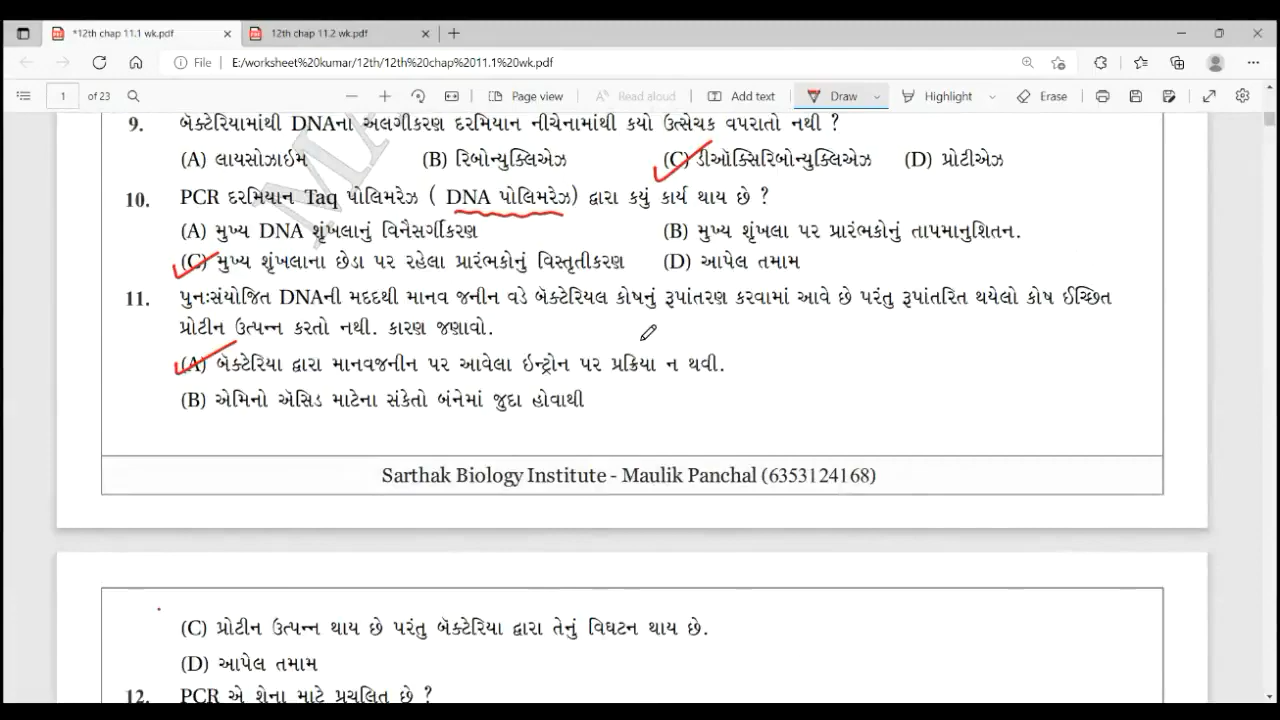 *12th chap 11.1 wk.pdf
12th chap 11.2 wk.pdf
File E:/worksheet%20kumar/12th/12th%20chap%2011.1%20wk.pdf
1 of 23 Page view Read aloud Add text Draw Highlight Erase
9. બૅક્ટેરિયામાંથી DNAનો અલગીકરણ દરમિયાન નીચેનામાંથી કયો ઉત્સેચક વપરાતો નથી ?
(A) લાયસોઝાઈમ (B) રિબોન્યુક્લિએઝ (C) ડીઑક્સિરિબોન્યુક્લિએઝ (D) પ્રોટીએઝ
10. PCR દરમિયાન Taq પોલિમરેઝ ( DNA પોલિમરેઝ) દ્વારા કયું કાર્ય થાય છે ?
(A) મુખ્ય DNA શૃંખલાનું વિનૈસર્ગીકરણ (B) મુખ્ય શૃંખલા પર પ્રારંભકોનું તાપમાનુશિતન.
(C) મુખ્ય શૃંખલાના છેડા પર રહેલા પ્રારંભકોનું વિસ્તૃતીકરણ (D) આપેલ તમામ
11. પુનઃસંયોજિત DNAની મદદથી માનવ જનીન વડે બૅક્ટેરિયલ કોષનું રૂપાંતરણ કરવામાં આવે છે પરંતુ રૂપાંતરિત થયેલો કોષ ઈચ્છિત
પ્રોટીન ઉત્પન્ન કરતો નથી. કારણ જણાવો.
(A) બૅક્ટેરિયા દ્વારા માનવજનીન પર આવેલા ઇન્ટ્રોન પર પ્રક્રિયા ન થવી.
(B) એમિનો ઍસિડ માટેના સંકેતો બંનેમાં જુદા હોવાથી
Sarthak Biology Institute - Maulik Panchal (6353124168)
(C) પ્રોટીન ઉત્પન્ન થાય છે પરંતુ બૅક્ટેરિયા દ્વારા તેનું વિઘટન થાય છે.
(D) આપેલ તમામ
12. PCR એ શેના માટે પ્રચલિત છે ?